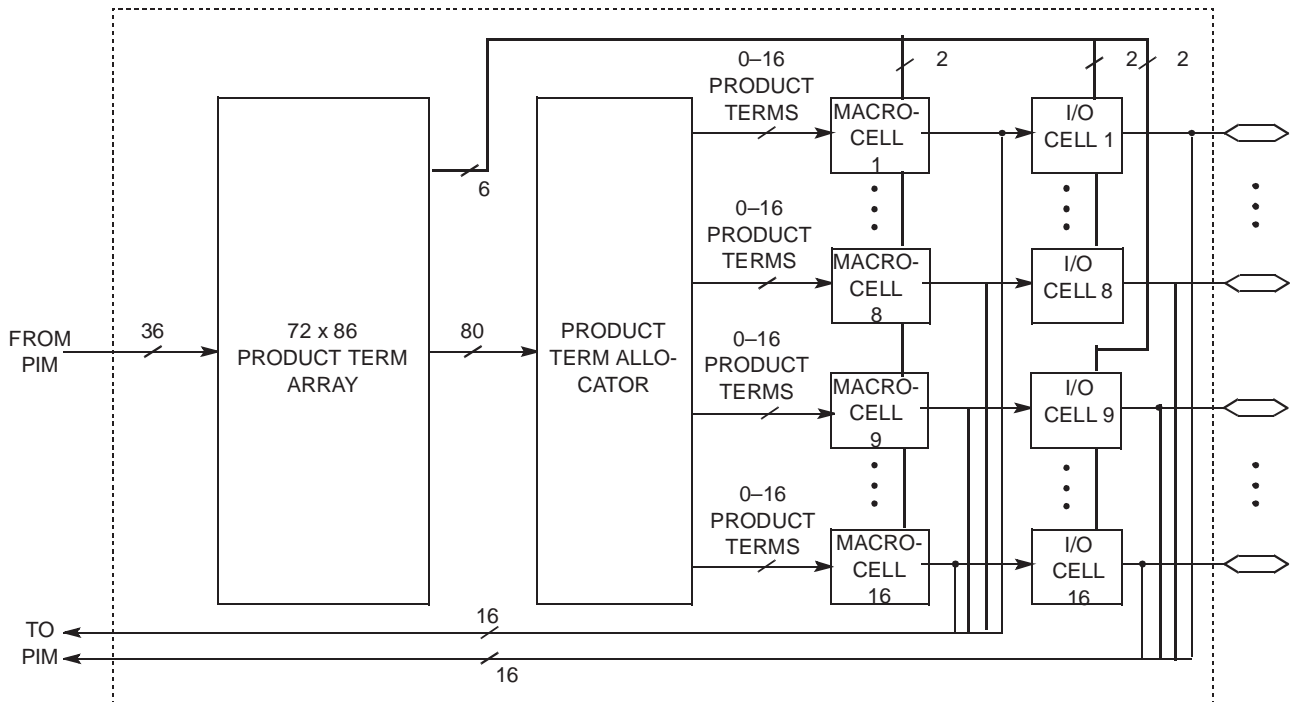 2
2
2
0–16
PRODUCT
TERMS
MACRO-
CELL
1
I/O
CELL 1
6
0–16
PRODUCT
TERMS
MACRO-
CELL
8
I/O
CELL 8
FROM
PIM
36
72 x 86
PRODUCT TERM
ARRAY
80
PRODUCT
TERM ALLO-
CATOR
0–16
PRODUCT
TERMS
MACRO-
CELL
9
I/O
CELL 9
0–16
PRODUCT
TERMS
MACRO-
CELL
16
I/O
CELL
16
TO
PIM
16
16